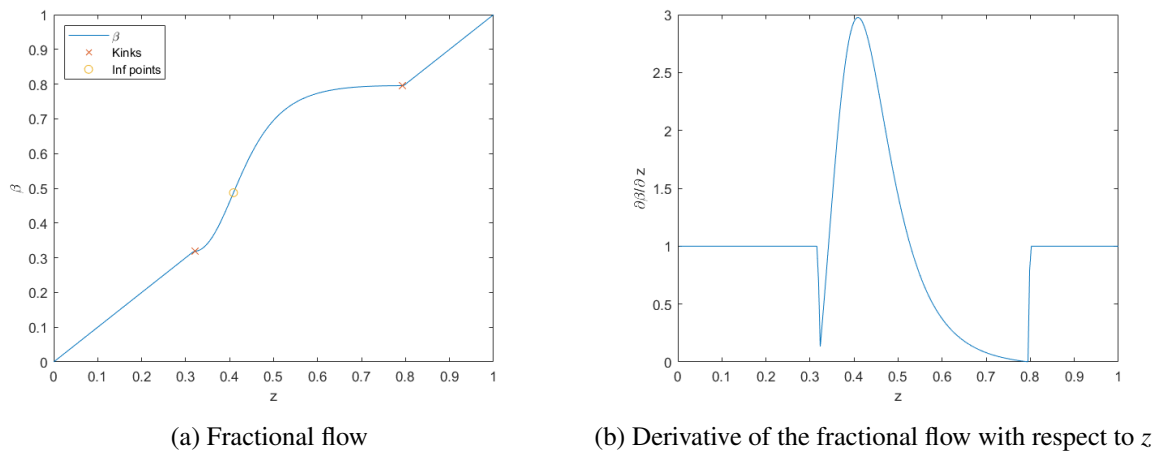 β
Kinks
Inf points
1
0.9
0.8
0.7
0.6
0.5
0.4
0.3
0.2
0.1
0
β
0 0.1 0.2 0.3 0.4 0.5 0.6 0.7 0.8 0.9 1
z
(a) Fractional flow
3
2.5
2
1.5
1
0.5
0
∂β/∂ z
0 0.1 0.2 0.3 0.4 0.5 0.6 0.7 0.8 0.9 1
z
(b) Derivative of the fractional flow with respect to z